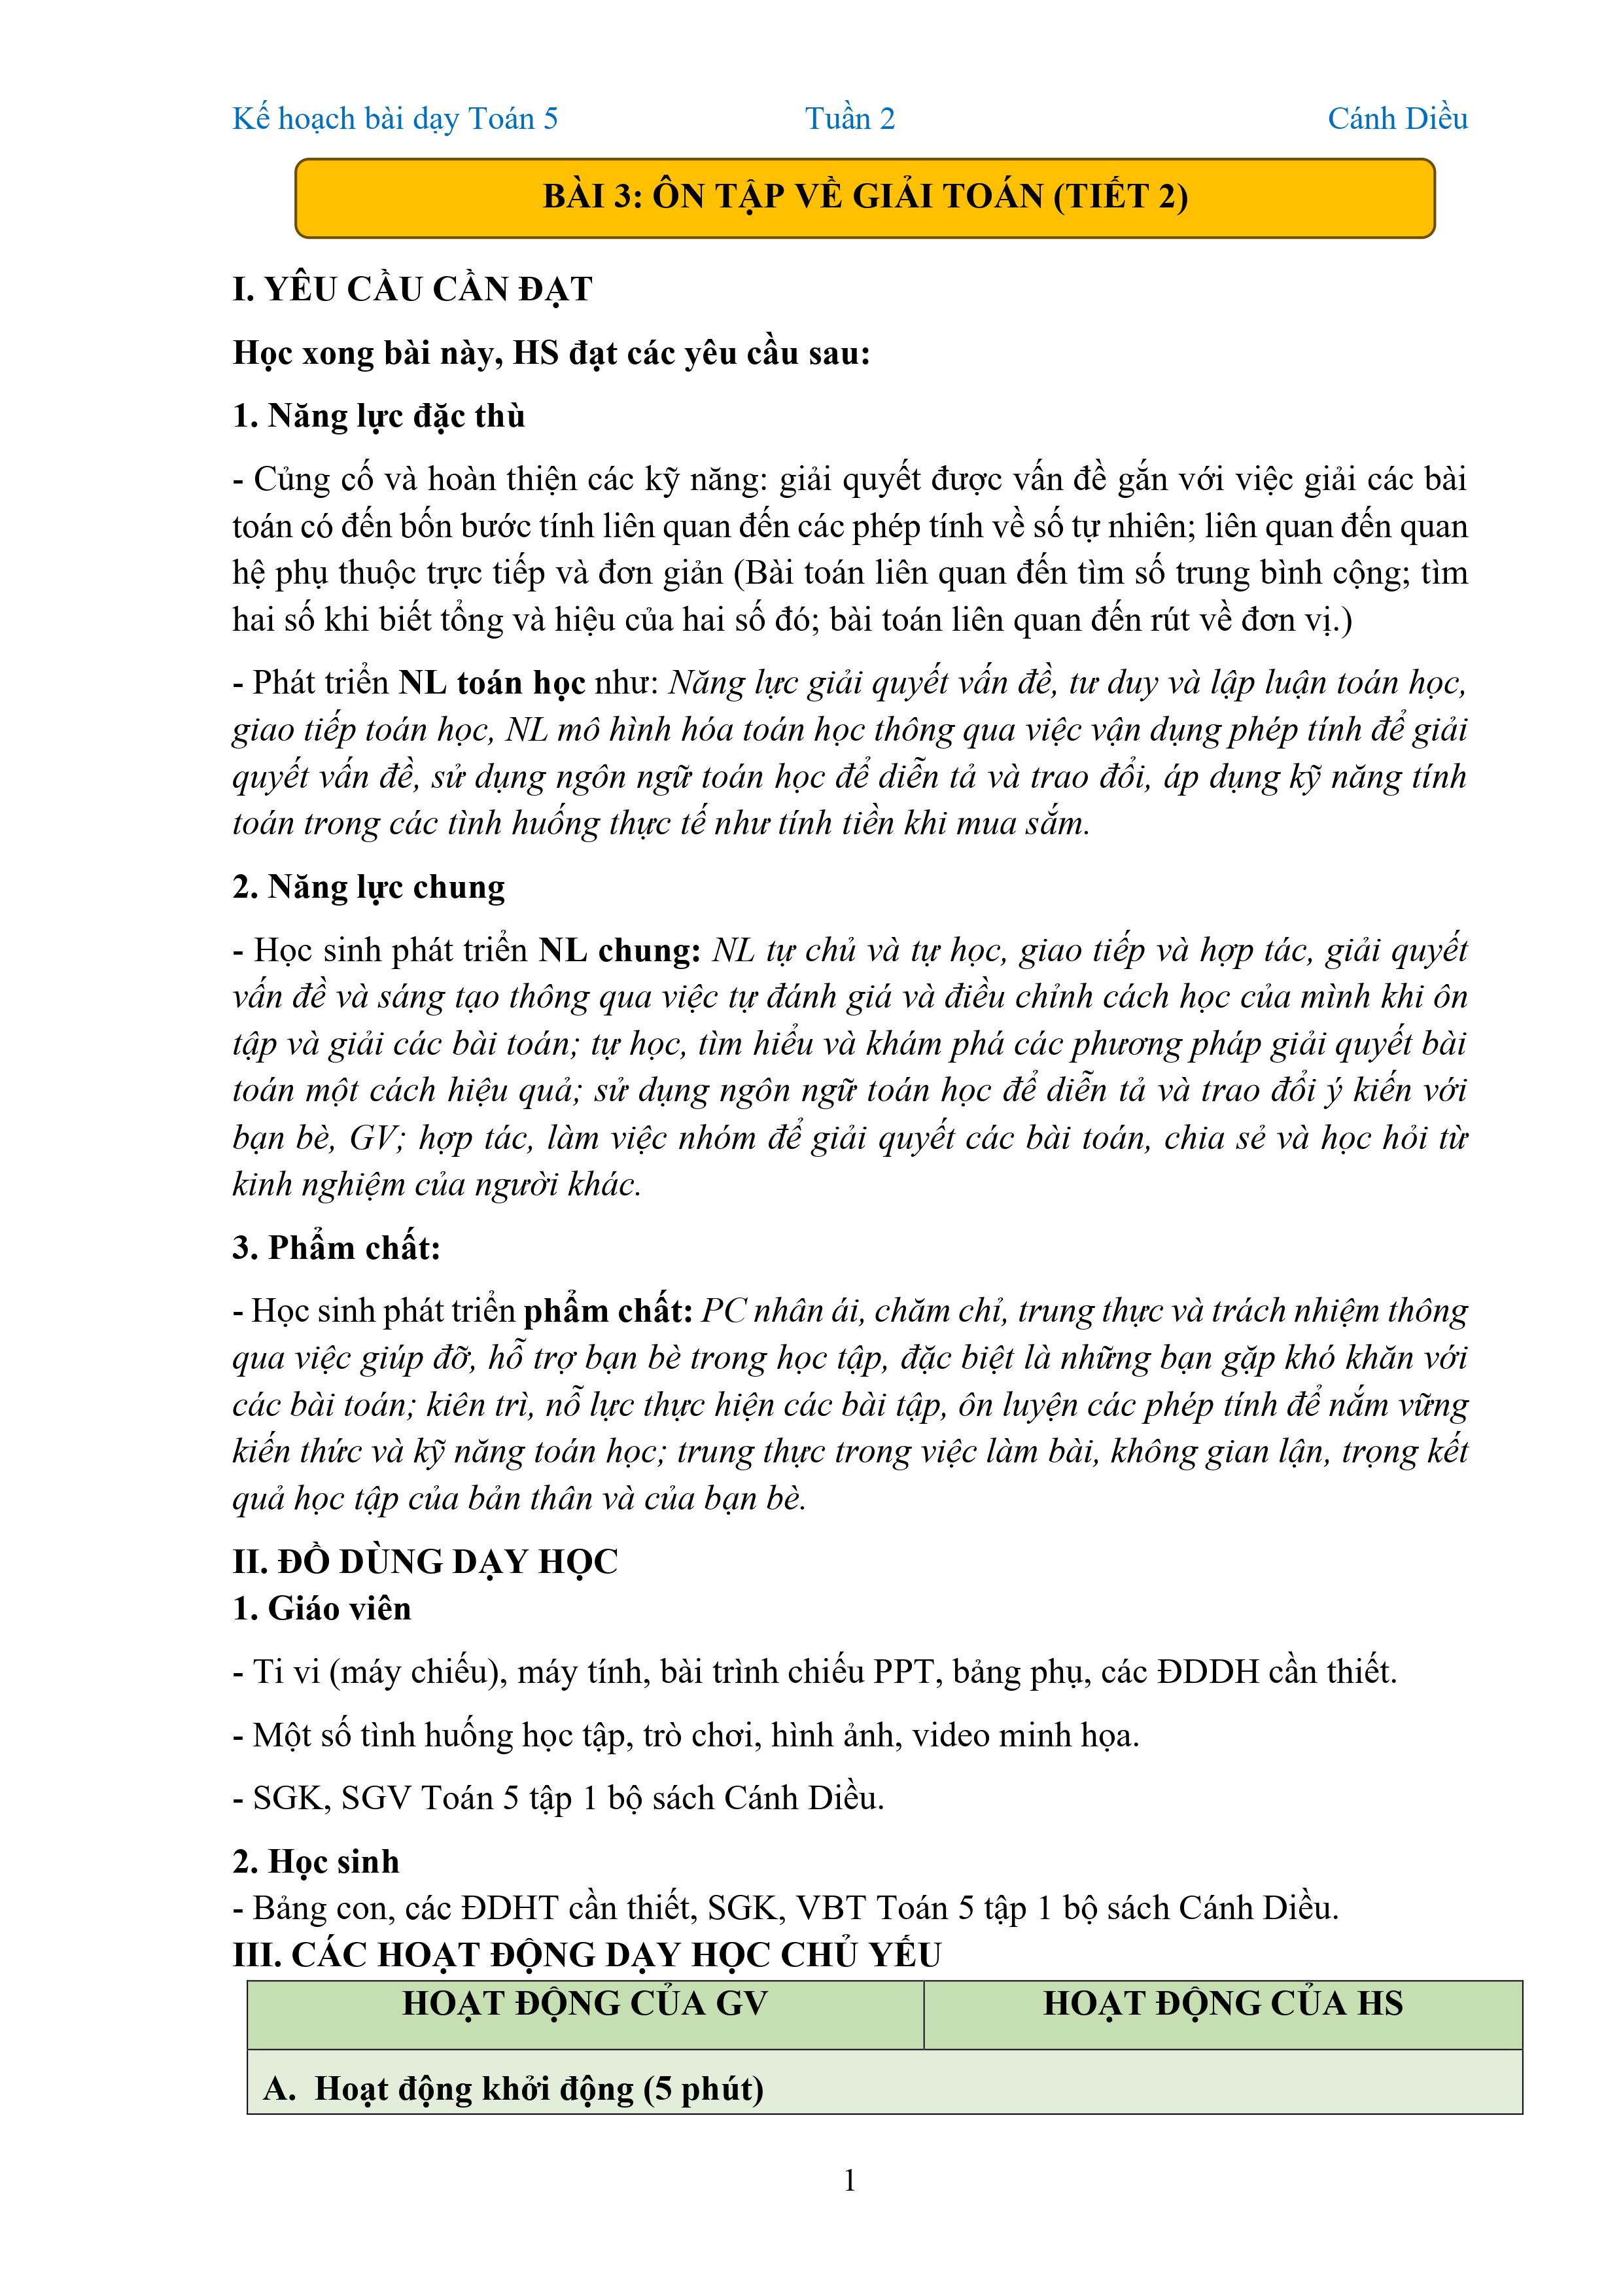 Kế hoạch bài dạy Toán 5 Tuần 2 Cánh Diều
BÀI 3: ÔN TẬP VỀ GIẢI TOÁN (TIẾT 2)
I. YÊU CẦU CẦN ĐẠT
Học xong bài này, HS đạt các yêu cầu sau:
1. Năng lực đặc thù
- Củng cố và hoàn thiện các kỹ năng: giải quyết được vấn đề gắn với việc giải các bài
toán có đến bốn bước tính liên quan đến các phép tính về số tự nhiên; liên quan đến quan
hệ phụ thuộc trực tiếp và đơn giản (Bài toán liên quan đến tìm số trung bình cộng; tìm
hai số khi biết tổng và hiệu của hai số đó; bài toán liên quan đến rút về đơn vị.)
- Phát triển NL toán học như: Năng lực giải quyết vấn đề, tư duy và lập luận toán học,
giao tiếp toán học, NL mô hình hóa toán học thông qua việc vận dụng phép tính để giải
quyết vấn đề, sử dụng ngôn ngữ toán học để diễn tả và trao đổi, áp dụng kỹ năng tính
toán trong các tình huống thực tế như tính tiền khi mua sắm.
2. Năng lực chung
- Học sinh phát triển NL chung: NL tự chủ và tự học, giao tiếp và hợp tác, giải quyết
vấn đề và sáng tạo thông qua việc tự đánh giá và điều chỉnh cách học của mình khi ôn
tập và giải các bài toán; tự học, tìm hiểu và khám phá các phương pháp giải quyết bài
toán một cách hiệu quả; sử dụng ngôn ngữ toán học để diễn tả và trao đổi ý kiến với
bạn bè, GV; hợp tác, làm việc nhóm để giải quyết các bài toán, chia sẻ và học hỏi từ
kinh nghiệm của người khác.
3. Phẩm chất:
- Học sinh phát triển phẩm chất: PC nhân ái, chăm chỉ, trung thực và trách nhiệm thông
qua việc giúp đỡ, hỗ trợ bạn bè trong học tập, đặc biệt là những bạn gặp khó khăn với
các bài toán; kiên trì, nỗ lực thực hiện các bài tập, ôn luyện các phép tính để nắm vững
kiến thức và kỹ năng toán học; trung thực trong việc làm bài, không gian lận, trọng kết
quả học tập của bản thân và của bạn bè.
II. ĐỒ DÙNG DẠY HỌC
1. Giáo viên
- Ti vi (máy chiếu), máy tính, bài trình chiếu PPT, bảng phụ, các ĐDDH cần thiết.
- Một số tình huống học tập, trò chơi, hình ảnh, video minh họa.
- SGK, SGV Toán 5 tập 1 bộ sách Cánh Diều.
2. Học sinh
- Bảng con, các ĐDHT cần thiết, SGK, VBT Toán 5 tập 1 bộ sách Cánh Diều.
III. CÁC HOẠT ĐỘNG DẠY HỌC CHỦ YẾU
HOẠT ĐỘNG CỦA GV HOẠT ĐỘNG CỦA HS
A. Hoạt động khởi động (5 phút)
1